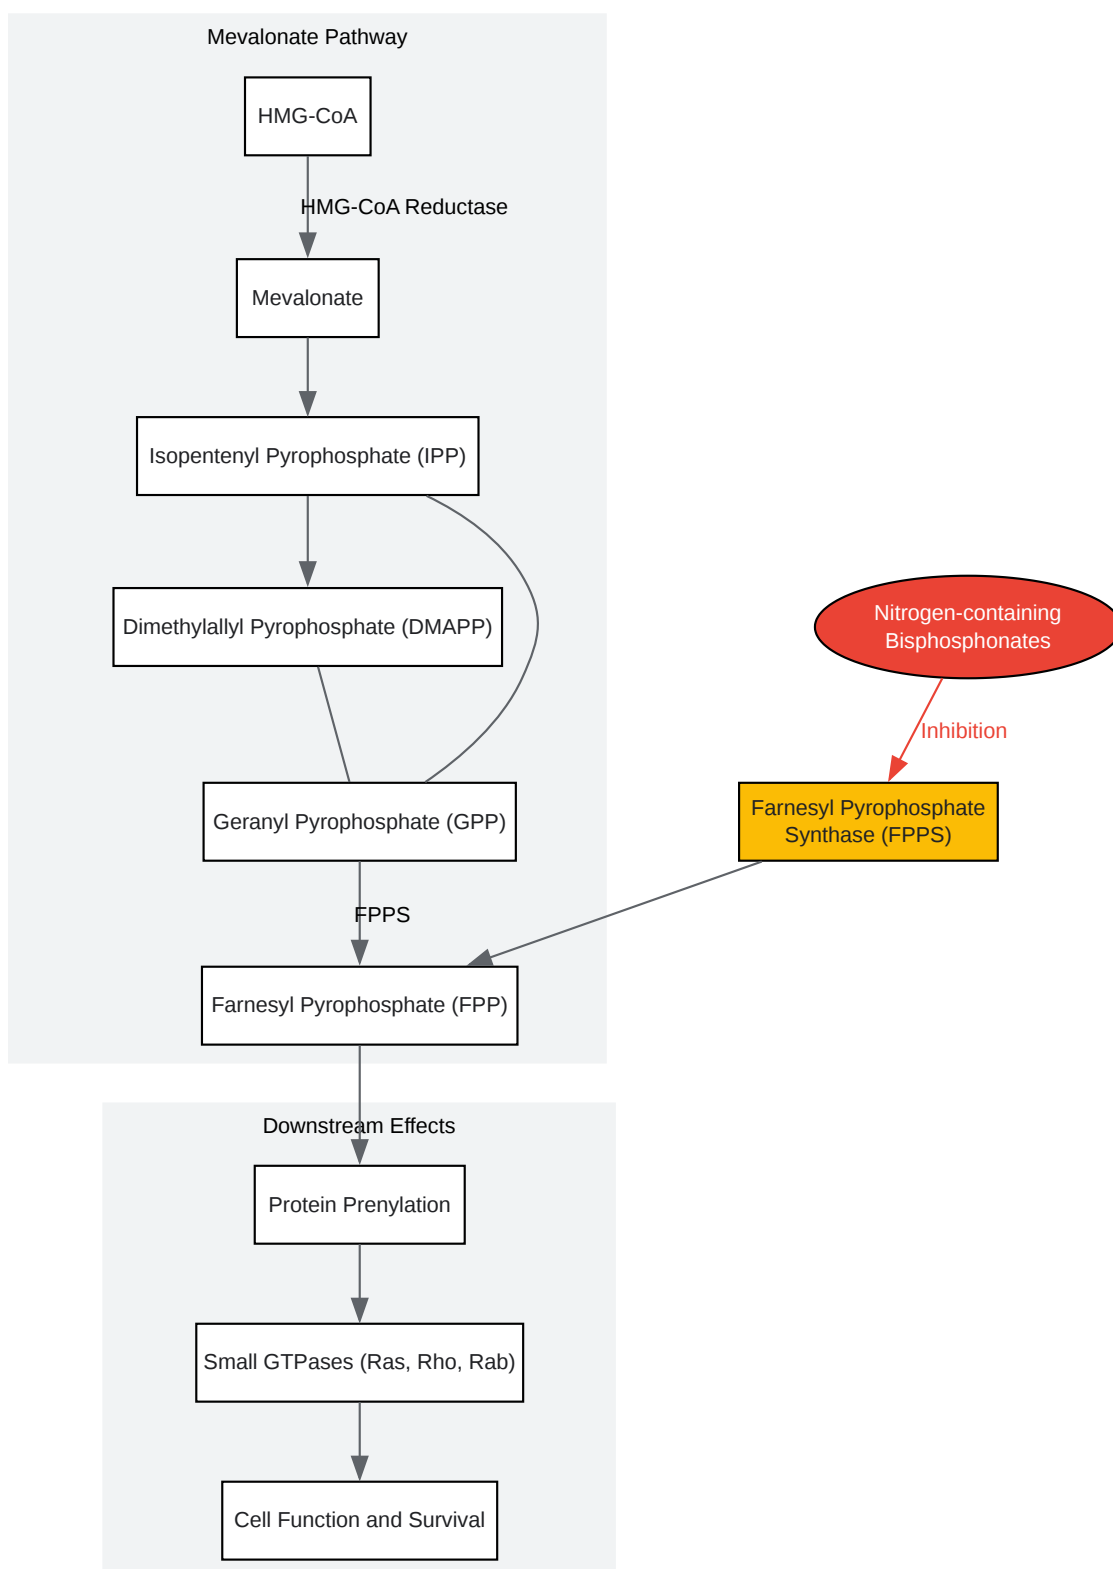 Mevalonate Pathway
HMG-CoA
HMG-CoA Reductase
Mevalonate
Isopentenyl Pyrophosphate (IPP)
Dimethylallyl Pyrophosphate (DMAPP)
Nitrogen-containing
Bisphosphonates
Inhibition
Geranyl Pyrophosphate (GPP)
Farnesyl Pyrophosphate
Synthase (FPPS)
FPPS
Farnesyl Pyrophosphate (FPP)
Downstream Effects
Protein Prenylation
Small GTPases (Ras, Rho, Rab)
Cell Function and Survival